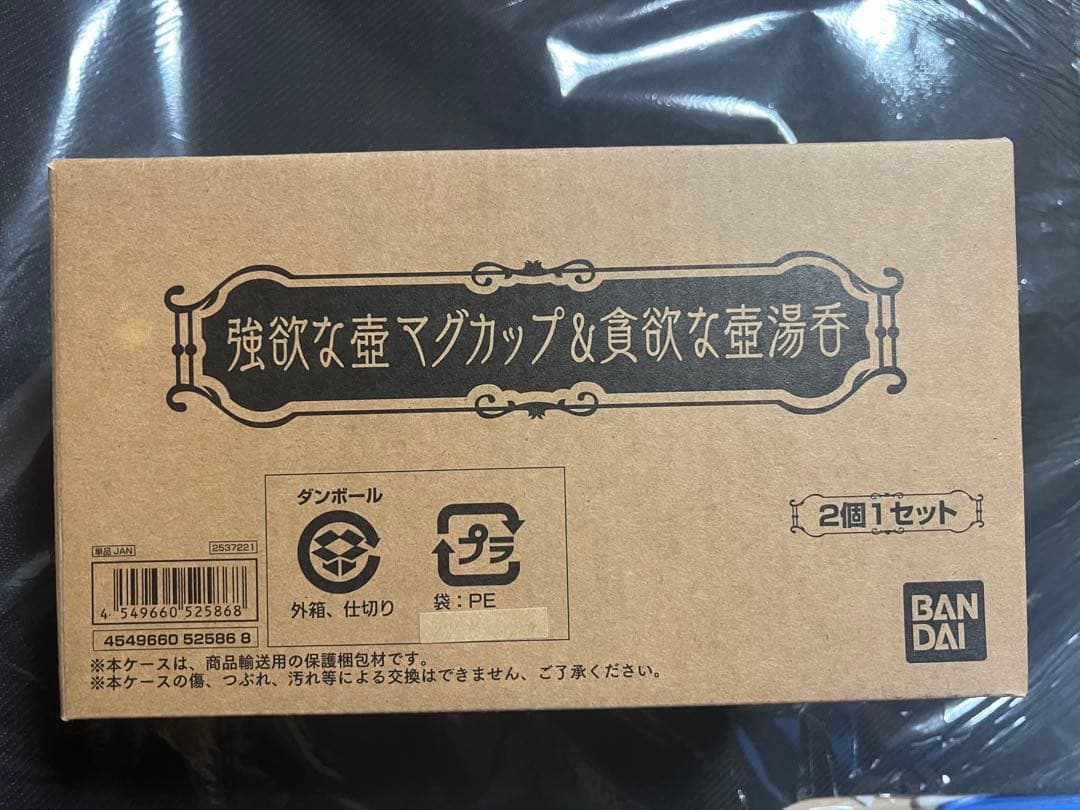 強欲な壺マグカップ&貪欲な壺湯呑
2個1セット
ダンボール
外箱、仕切り
プラ
袋：PE
単品 JAN
2537221
4 549660 525868
4549660 52586 8
BAN
DAI
※本ケースは、商品輸送用の保護梱包材です。
※本ケースの傷、つぶれ、汚れ等による交換はできません、ご了承ください。